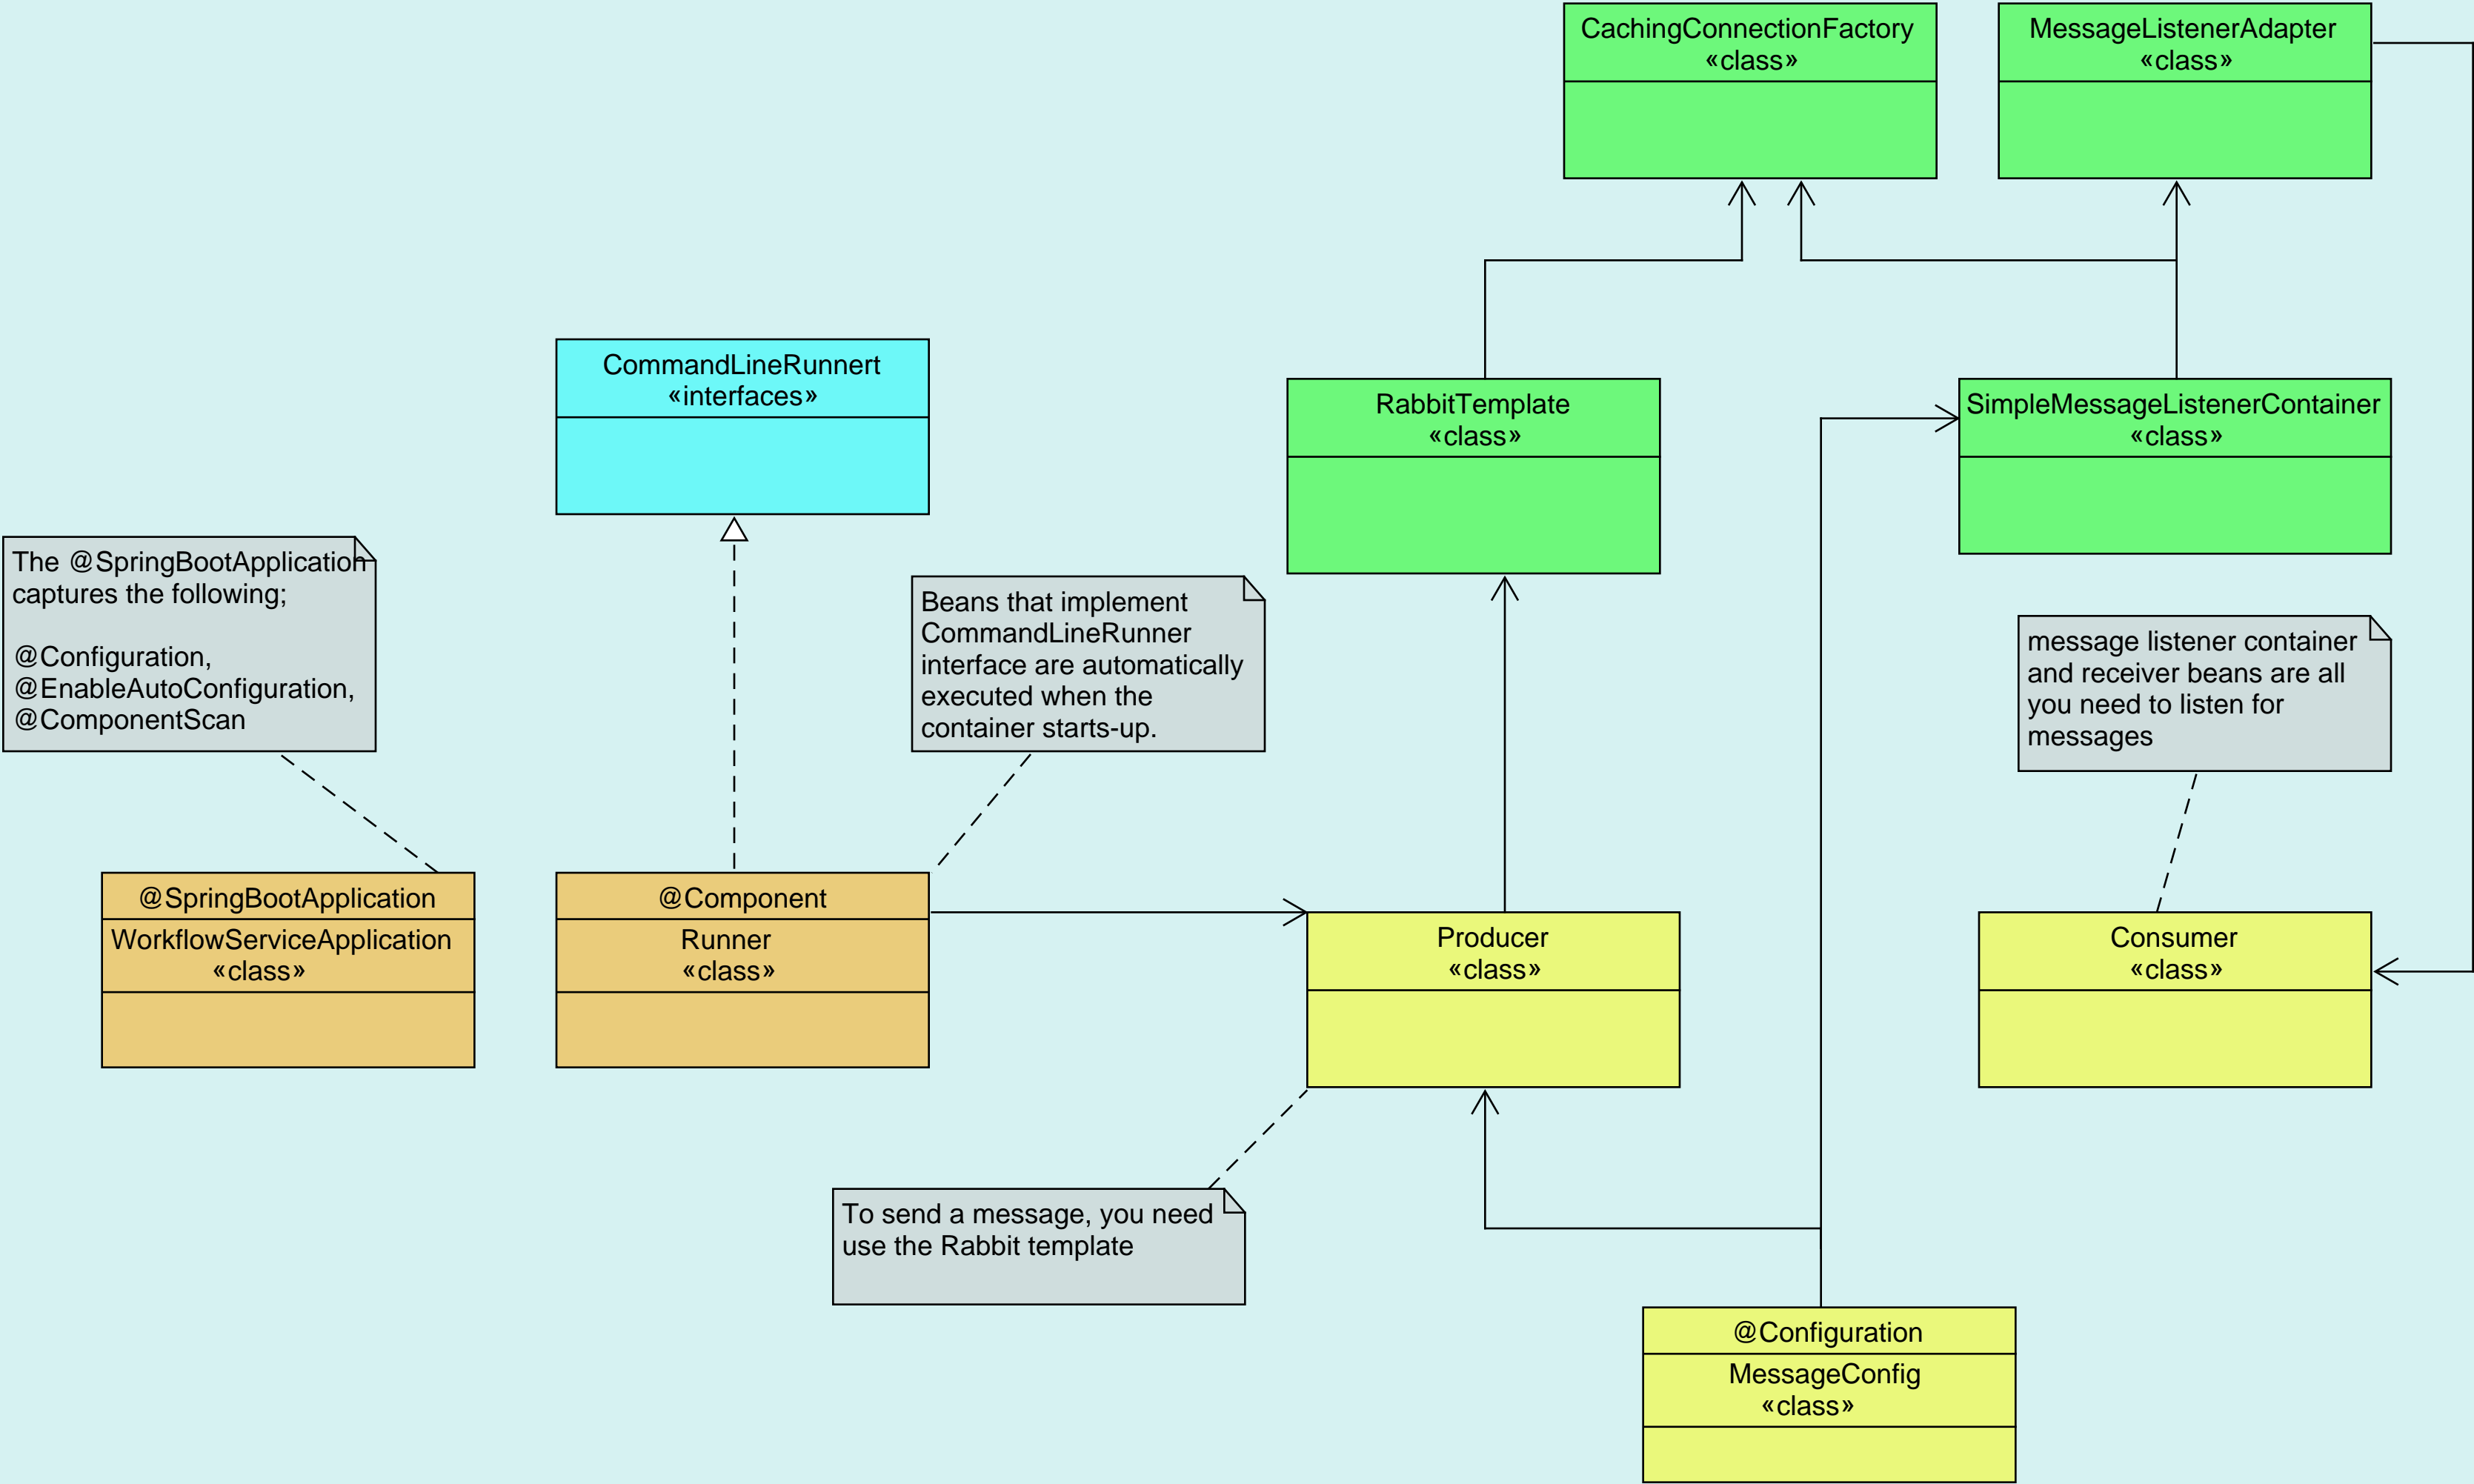 CachingConnectionFactory
«class»
MessageListenerAdapter
«class»
CommandLineRunnert
«interfaces»
RabbitTemplate
«class»
SimpleMessageListenerContainer
«class»
The @SpringBootApplication
captures the following;
@Configuration,
@EnableAutoConfiguration,
@ComponentScan
Beans that implement
CommandLineRunner
interface are automatically
executed when the
container starts-up.
message listener container
and receiver beans are all
you need to listen for
messages
@SpringBootApplication
WorkflowServiceApplication
«class»
@Component
Runner
«class»
Producer
«class»
Consumer
«class»
To send a message, you need
use the Rabbit template
@Configuration
MessageConfig
«class»